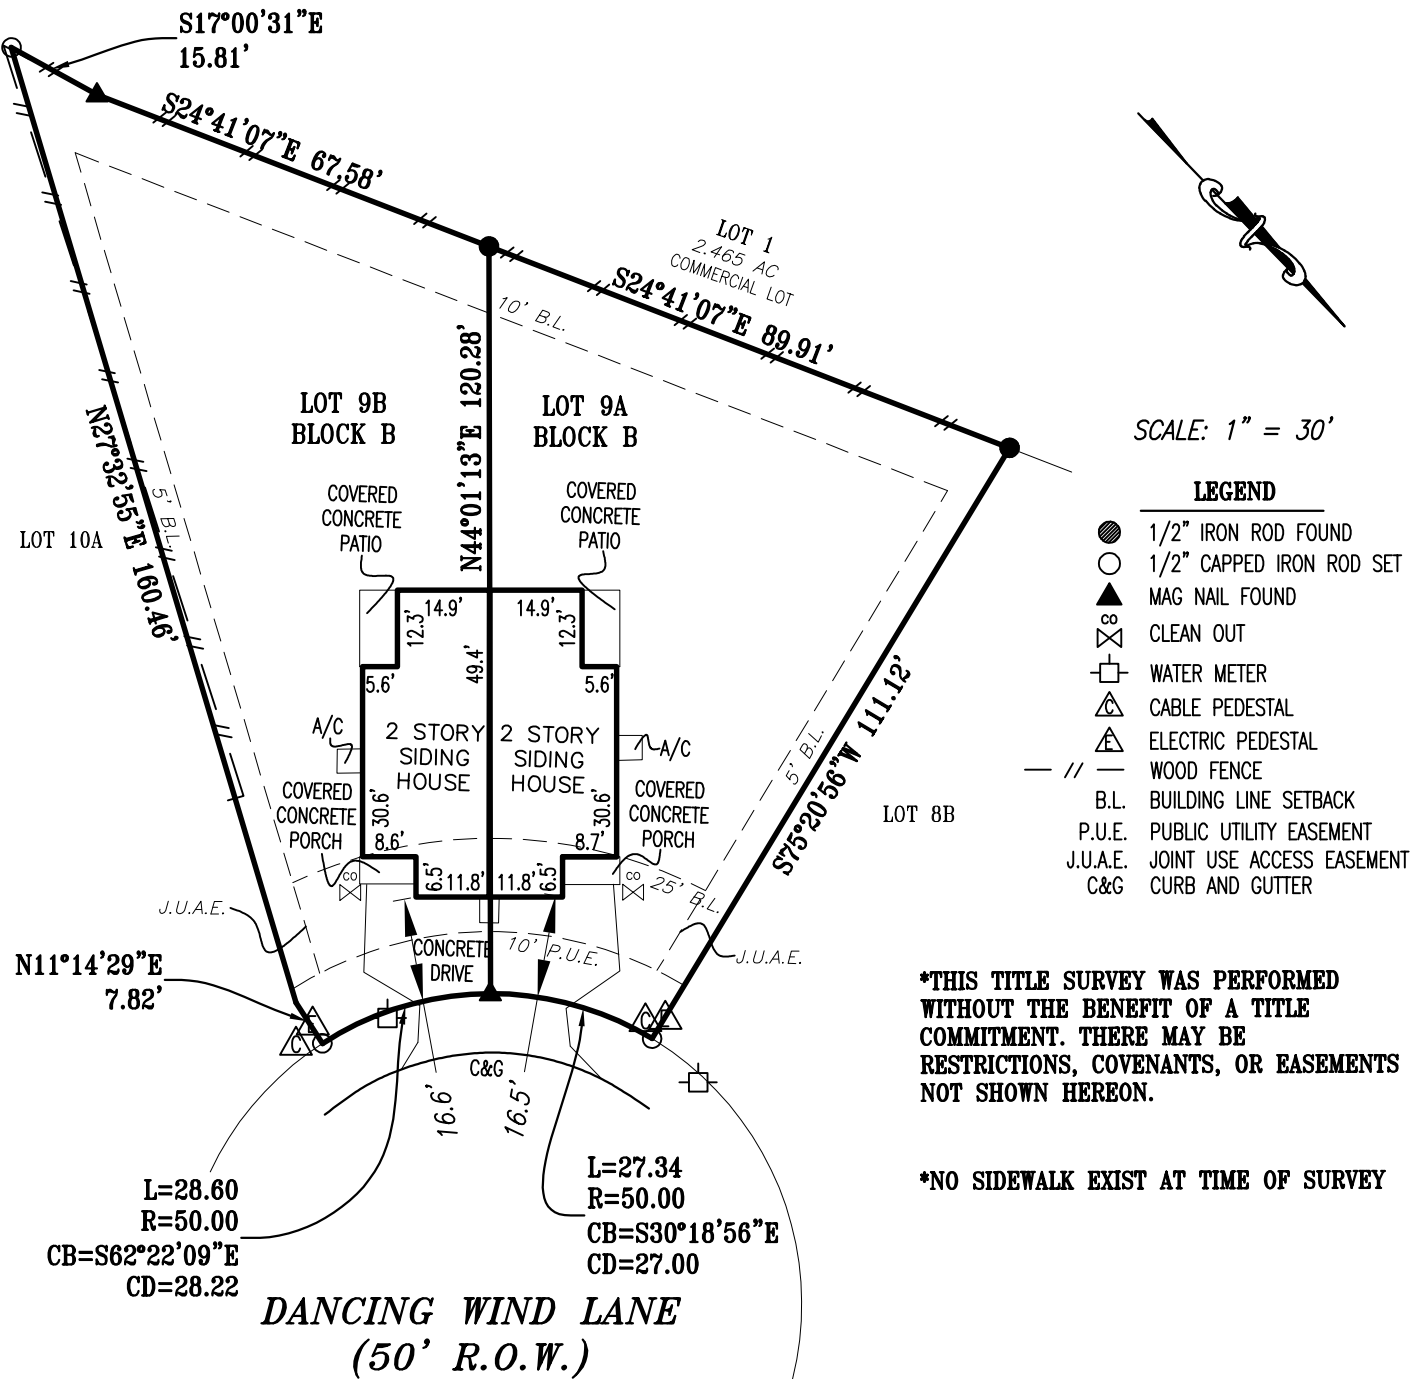 S17°00'31"E
15.81'
S24°41'07"E 67.58'
LOT 1
2.465 AC
COMMERCIAL LOT
S24°41'07"E 89.91'
10' B.L.
N44°01'13"E 120.28'
LOT 9B
BLOCK B
LOT 9A
BLOCK B
N27°32'55"E 160.46'
5' B.L.
LOT 10A
COVERED
CONCRETE
PATIO
COVERED
CONCRETE
PATIO
14.9'
14.9'
12.3'
12.3'
49.4'
5.6'
5.6'
A/C
A/C
2 STORY
SIDING
HOUSE
2 STORY
SIDING
HOUSE
COVERED
CONCRETE
PORCH
COVERED
CONCRETE
PORCH
30.6'
30.6'
8.6'
8.7'
6.5'
11.8'
11.8'
6.5'
CO
CO
25' B.L.
5' B.L.
S75°20'56"W 111.12'
LOT 8B
J.U.A.E.
J.U.A.E.
CONCRETE
DRIVE
10' P.U.E.
N11°14'29"E
7.82'
C
E
C
E
C&G
16.6'
16.5'
L=28.60
R=50.00
CB=S62°22'09"E
CD=28.22
L=27.34
R=50.00
CB=S30°18'56"E
CD=27.00
DANCING WIND LANE
(50' R.O.W.)
SCALE: 1" = 30'
LEGEND
1/2" IRON ROD FOUND
1/2" CAPPED IRON ROD SET
MAG NAIL FOUND
CO CLEAN OUT
WATER METER
C CABLE PEDESTAL
E ELECTRIC PEDESTAL
— // — WOOD FENCE
B.L. BUILDING LINE SETBACK
P.U.E. PUBLIC UTILITY EASEMENT
J.U.A.E. JOINT USE ACCESS EASEMENT
C&G CURB AND GUTTER
*THIS TITLE SURVEY WAS PERFORMED
WITHOUT THE BENEFIT OF A TITLE
COMMITMENT. THERE MAY BE
RESTRICTIONS, COVENANTS, OR EASEMENTS
NOT SHOWN HEREON.
*NO SIDEWALK EXIST AT TIME OF SURVEY